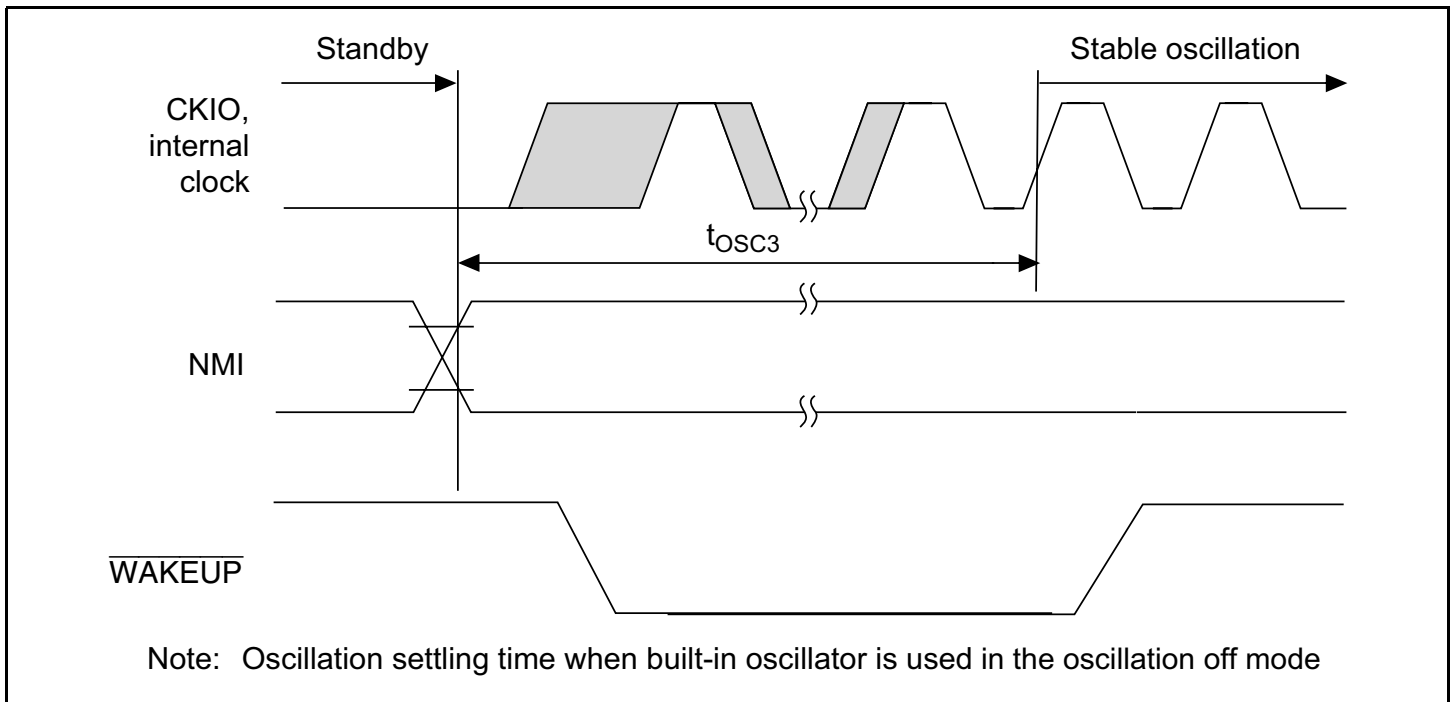 Standby
Stable oscillation
CKIO,
internal
clock
tOSC3
NMI
WAKEUP
Note: Oscillation settling time when built-in oscillator is used in the oscillation off mode